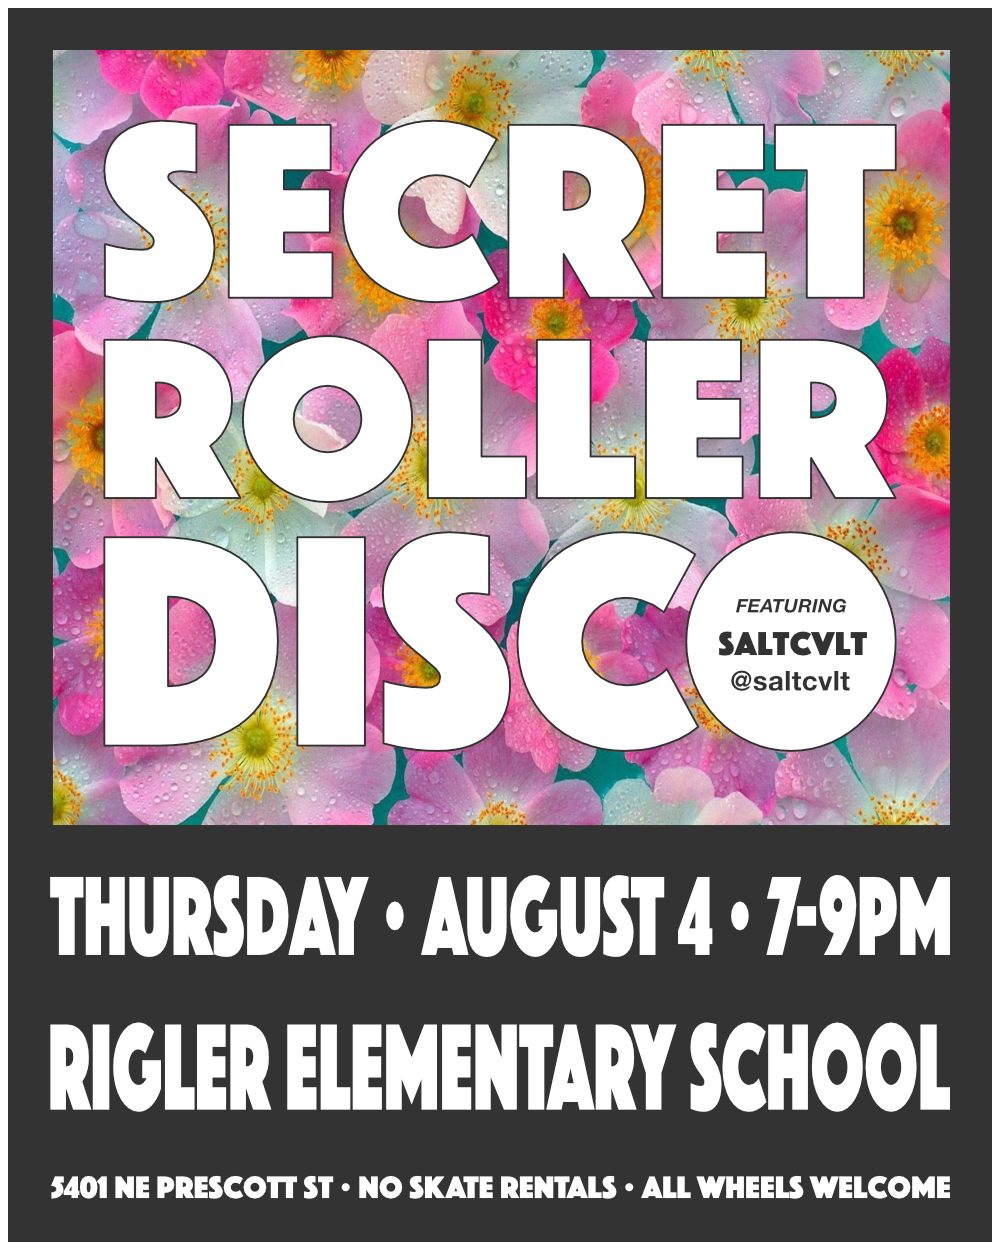 SECRET
ROLLER
DISCO
FEATURING
SALTCVLT
@saltcvlt
THURSDAY • AUGUST 4 • 7-9PM
RIGLER ELEMENTARY SCHOOL
5401 NE PRESCOTT ST • NO SKATE RENTALS • ALL WHEELS WELCOME